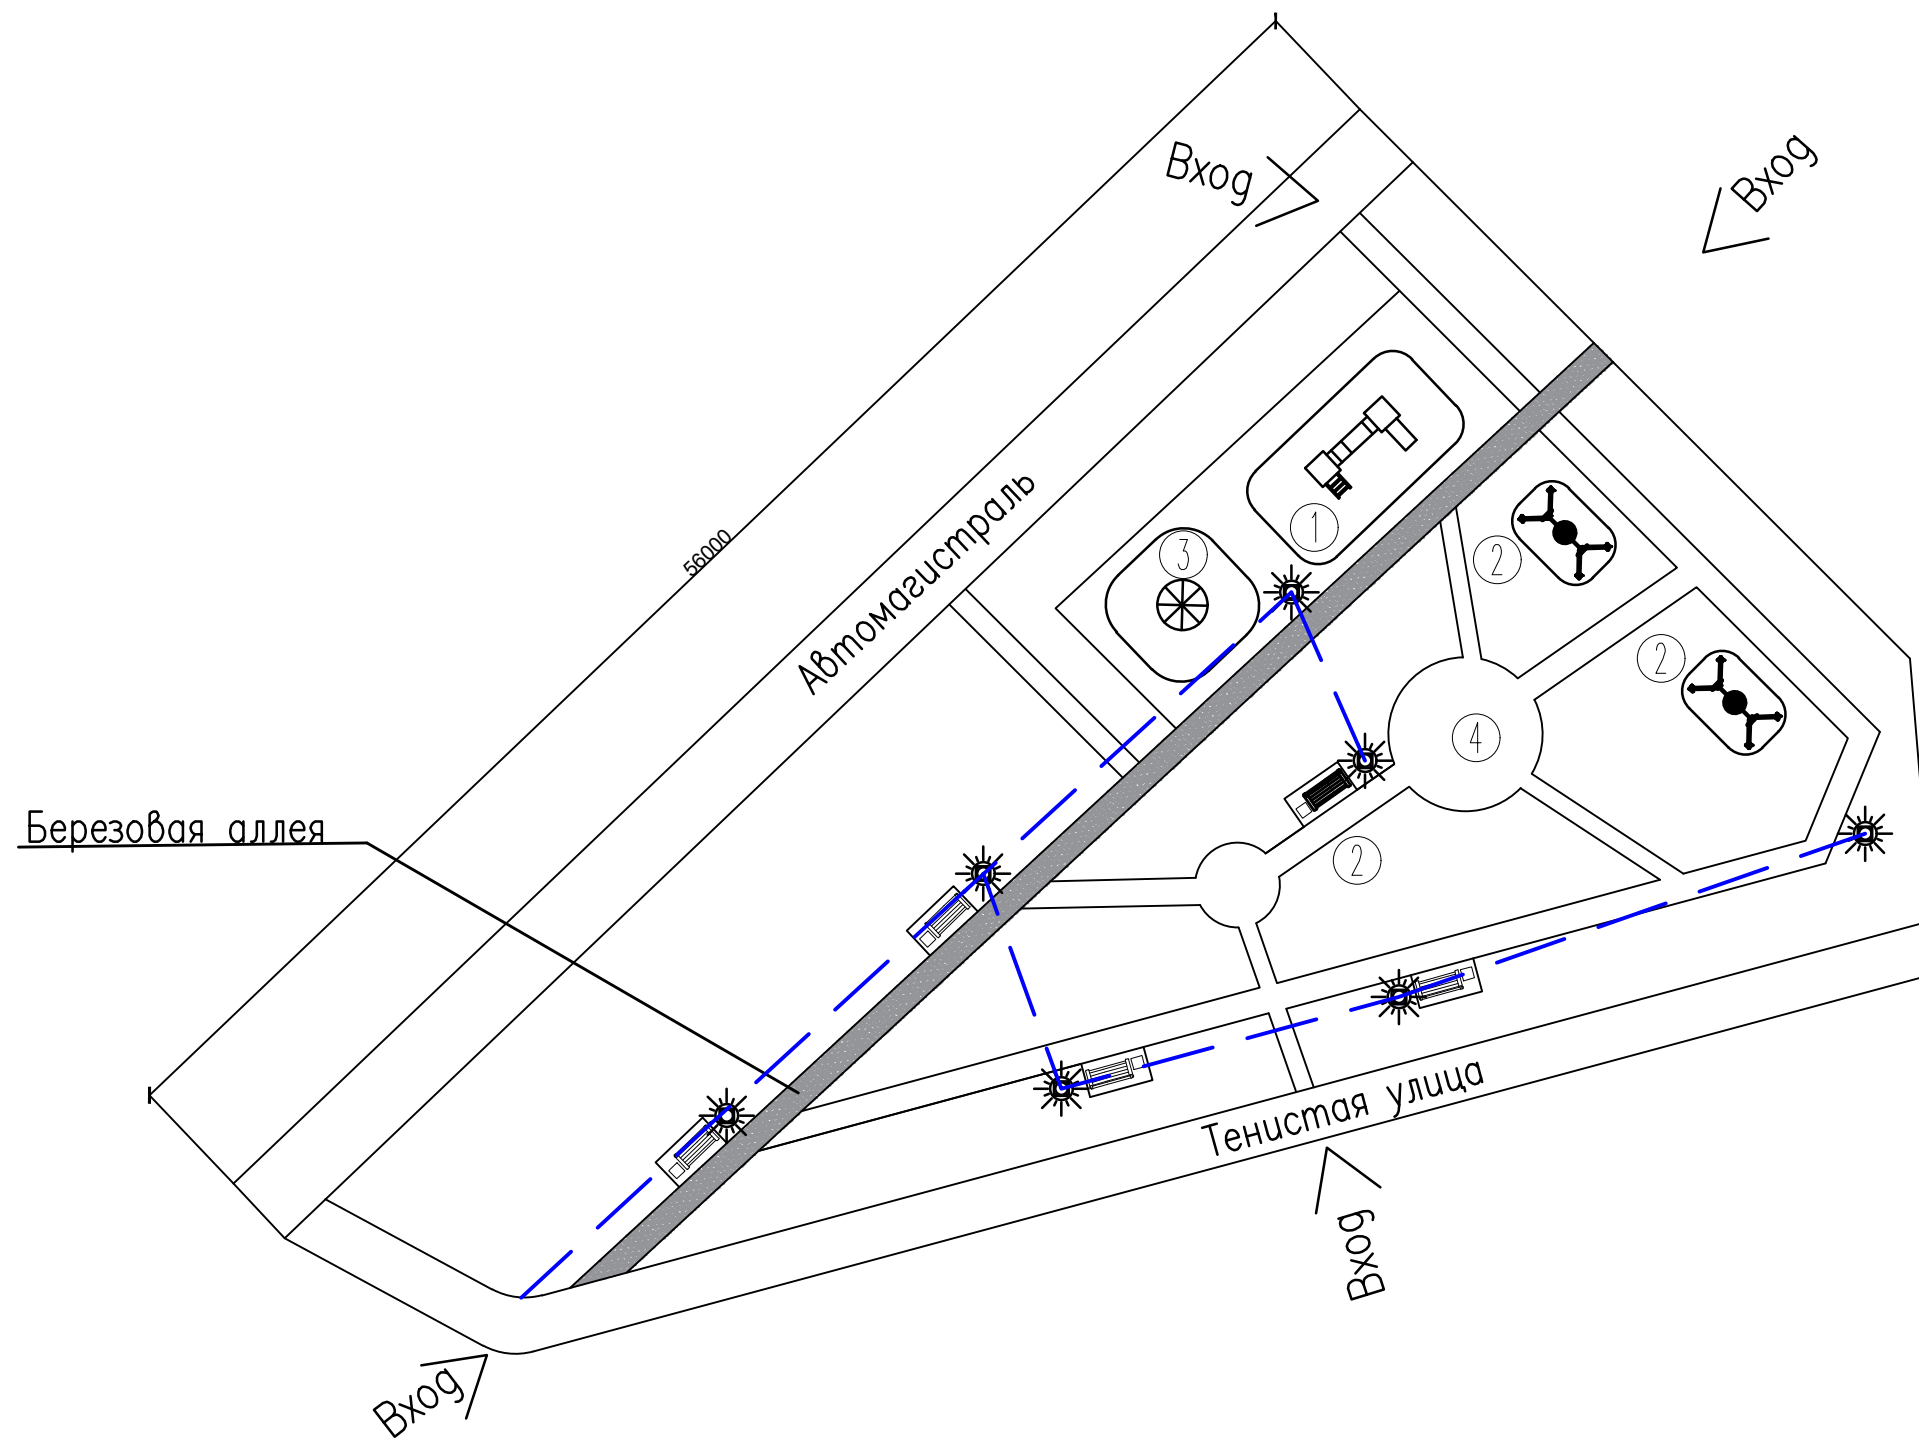 Вход
Вход
56000
Автомагистраль
1
3
2
2
4
Березовая аллея
2
Тенистая улица
Вход
Вход